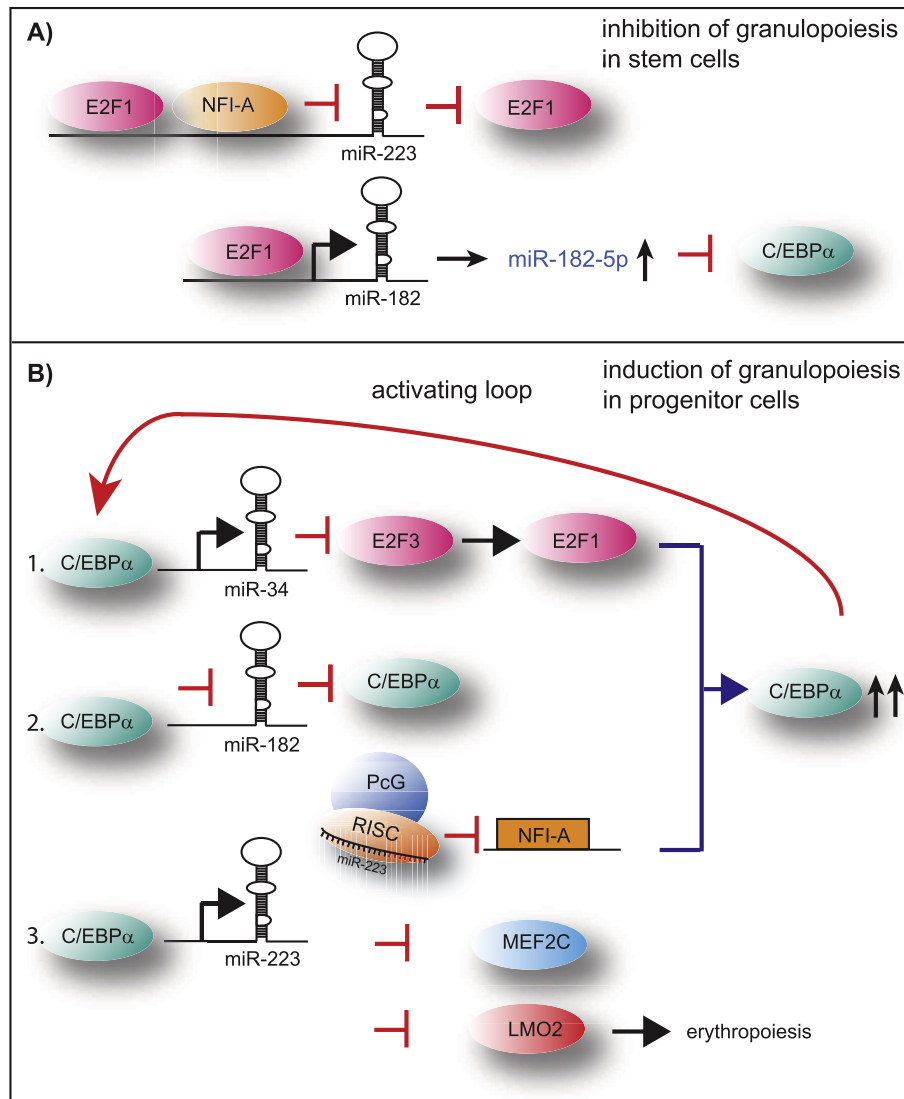 A)
inhibition of granulopoiesis
in stem cells
E2F1
NFI-A
E2F1
miR-223
E2F1
miR-182-5p
C/EBPα
miR-182
B)
induction of granulopoiesis
in progenitor cells
activating loop
1.
C/EBPα
E2F3
E2F1
miR-34
2.
C/EBPα
C/EBPα
C/EBPα
miR-182
PcG
RISC
miR-223
NFI-A
3.
C/EBPα
MEF2C
miR-223
LMO2
erythropoiesis